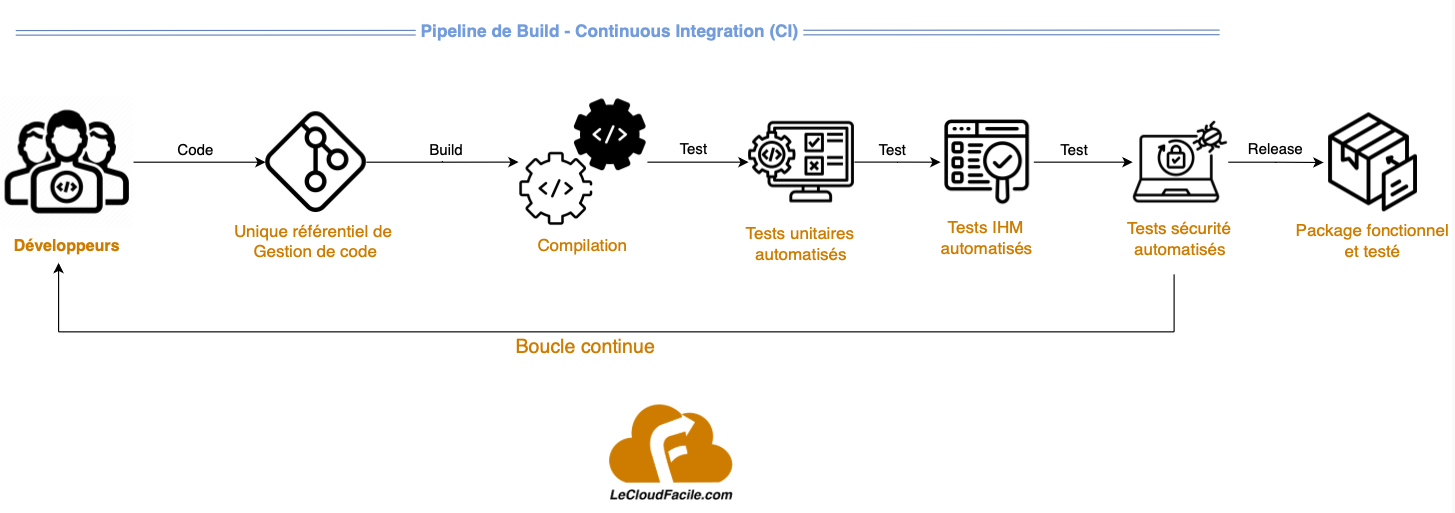 Pipeline de Build - Continuous Integration (CI)
Code
Build
Test
Test
Test
Release
Développeurs
Unique référentiel de
Gestion de code
Compilation
Tests unitaires
automatisés
Tests IHM
automatisés
Tests sécurité
automatisés
Package fonctionnel
et testé
Boucle continue
LeCloudFacile.com